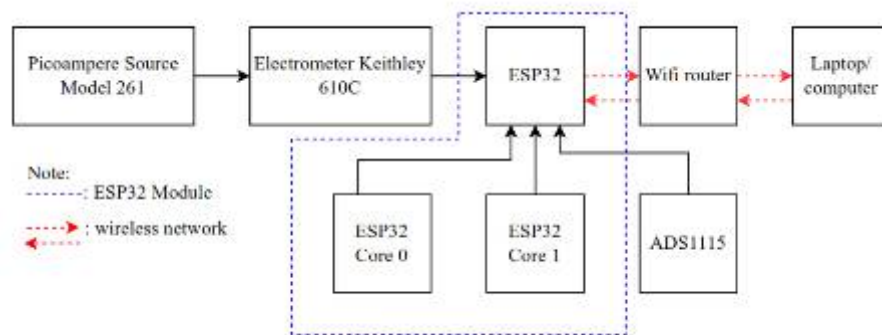 Picoampere Source
Model 261
Electrometer Keithley
610C
ESP32
Wifi router
Laptop/
computer
Note:
: ESP32 Module
: wireless network
ESP32
Core 0
ESP32
Core 1
ADS1115